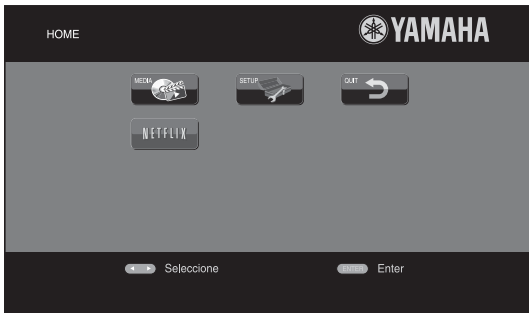 HOME
YAMAHA
MEDIA
SETUP
QUIT
NETFLIX
Seleccione
ENTER Enter